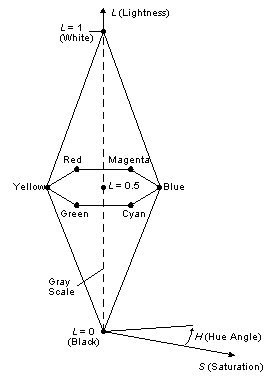 L (Lightness)
L = 1
(White)
Red
Magenta
Yellow
L = 0.5
Blue
Green
Cyan
Gray
Scale
L = 0
(Black)
H (Hue Angle)
S (Saturation)